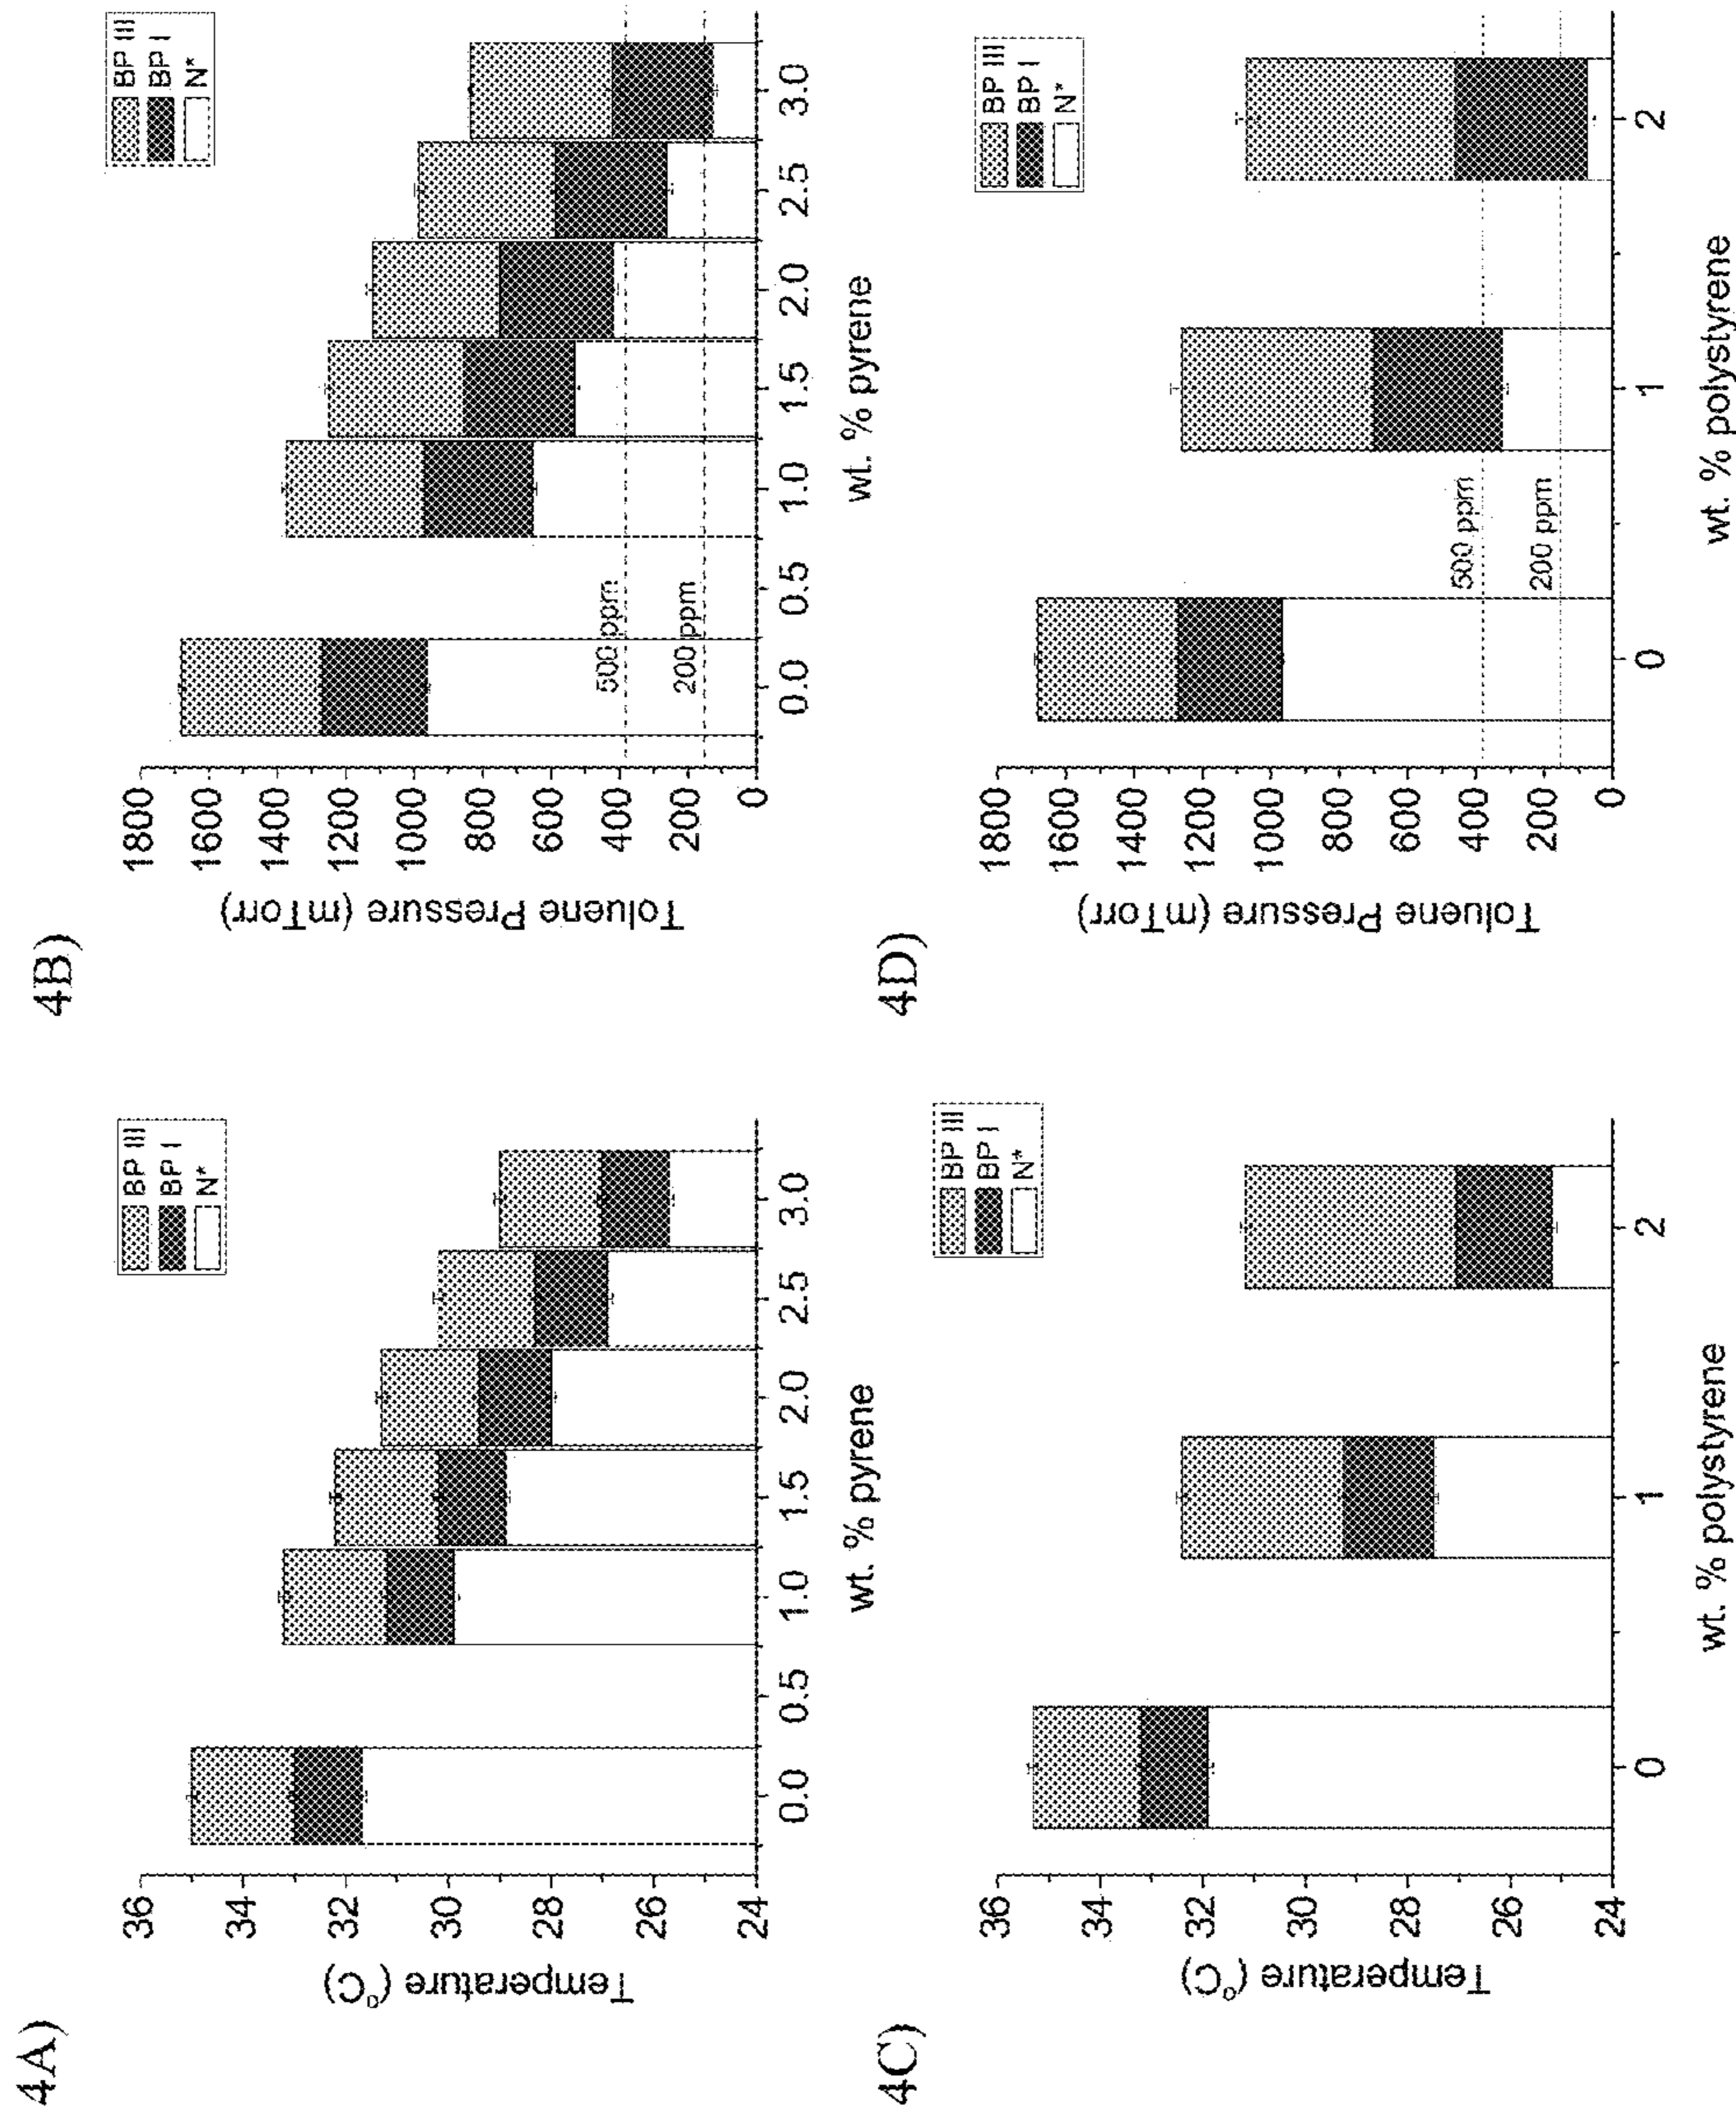 4A)
Temperature (°C)
36
34
32
30
28
26
24
0.0 0.5 1.0 1.5 2.0 2.5 3.0
wt. % pyrene
BP III
BP I
N*
4B)
Toluene Pressure (mTorr)
1800
1600
1400
1200
1000
800
600
400
200
0
500 ppm
200 ppm
0.0 0.5 1.0 1.5 2.0 2.5 3.0
wt. % pyrene
BP III
BP I
N*
4C)
Temperature (°C)
36
34
32
30
28
26
24
0 1 2
wt. % polystyrene
BP III
BP I
N*
4D)
Toluene Pressure (mTorr)
1800
1600
1400
1200
1000
800
600
400
200
0
500 ppm
200 ppm
0 1 2
wt. % polystyrene
BP III
BP I
N*